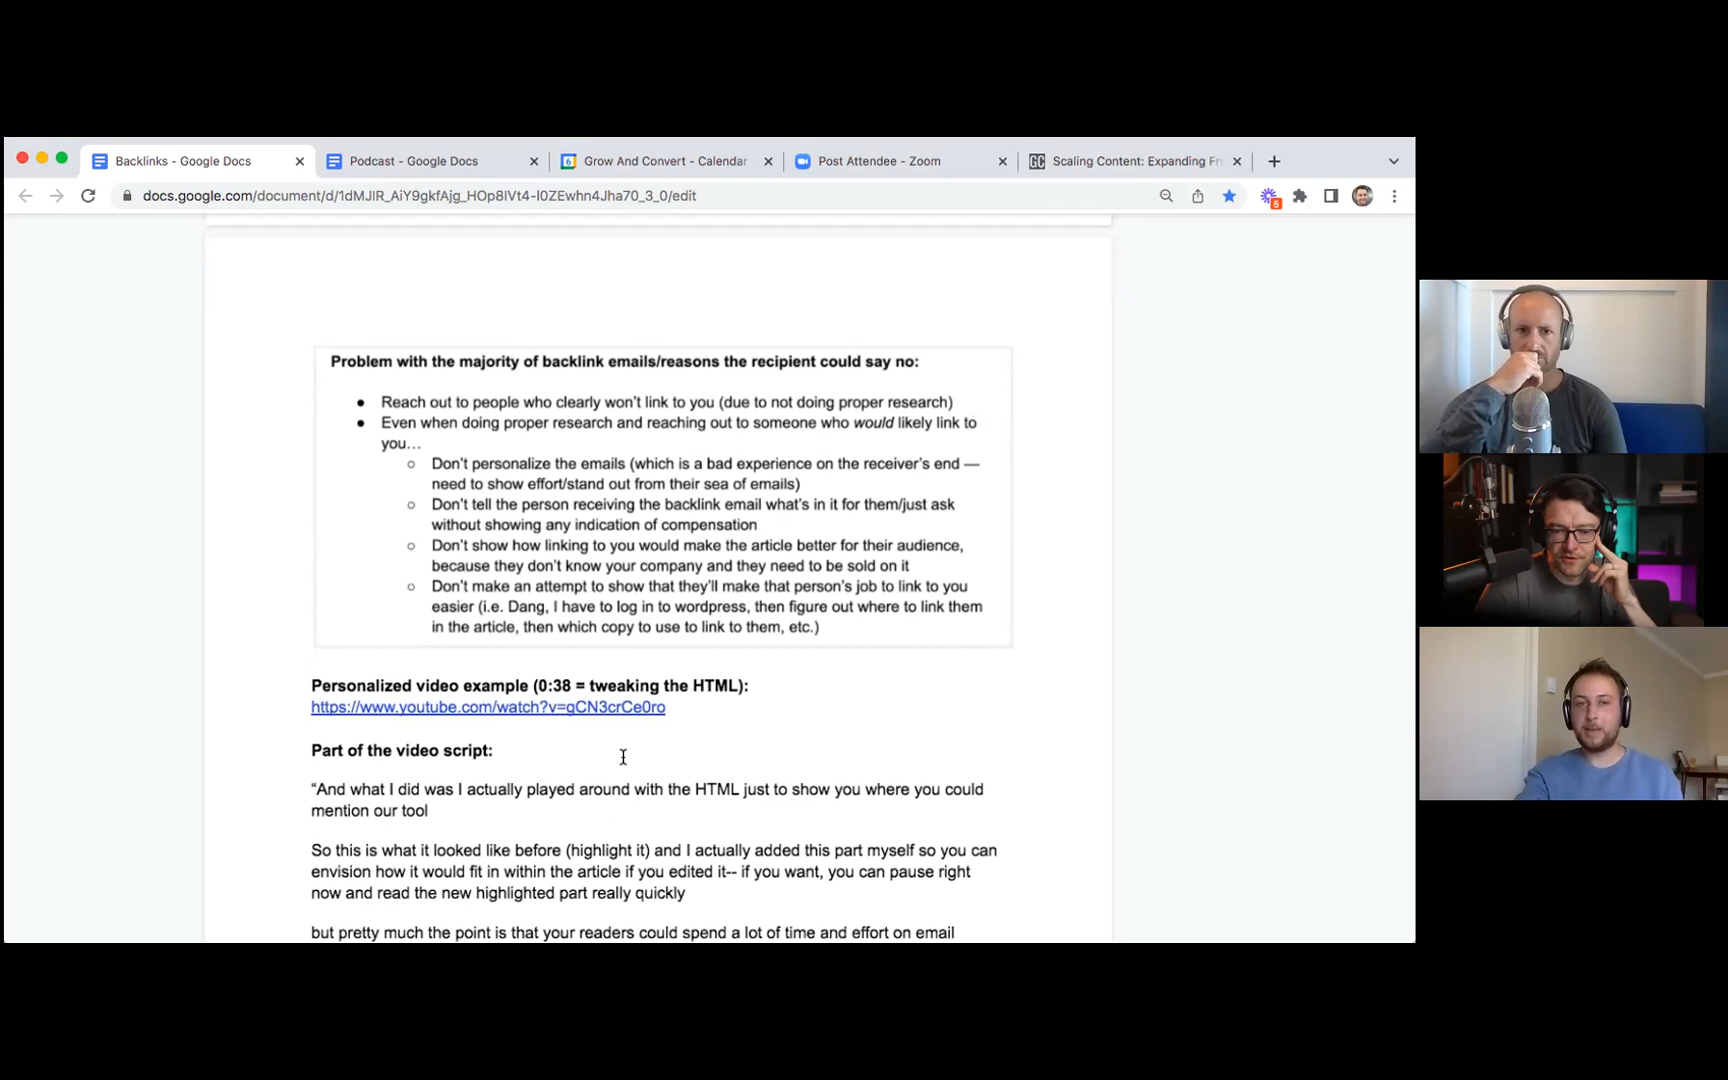 Backlinks - Google Docs
Podcast - Google Docs
Grow And Convert - Calendar
Post Attendee - Zoom
GC Scaling Content: Expanding Fr
docs.google.com/document/d/1dMJlR_AiY9gkfAjg_HOp8lVt4-I0ZEwhn4Jha70_3_0/edit
5
Problem with the majority of backlink emails/reasons the recipient could say no:
● Reach out to people who clearly won’t link to you (due to not doing proper research)
● Even when doing proper research and reaching out to someone who would likely link to
you…
○ Don’t personalize the emails (which is a bad experience on the receiver’s end —
need to show effort/stand out from their sea of emails)
○ Don’t tell the person receiving the backlink email what’s in it for them/just ask
without showing any indication of compensation
○ Don’t show how linking to you would make the article better for their audience,
because they don’t know your company and they need to be sold on it
○ Don’t make an attempt to show that they’ll make that person’s job to link to you
easier (i.e. Dang, I have to log in to wordpress, then figure out where to link them
in the article, then which copy to use to link to them, etc.)
Personalized video example (0:38 = tweaking the HTML):
https://www.youtube.com/watch?v=gCN3crCe0ro
Part of the video script:
“And what I did was I actually played around with the HTML just to show you where you could
mention our tool
So this is what it looked like before (highlight it) and I actually added this part myself so you can
envision how it would fit in within the article if you edited it-- if you want, you can pause right
now and read the new highlighted part really quickly
but pretty much the point is that your readers could spend a lot of time and effort on email